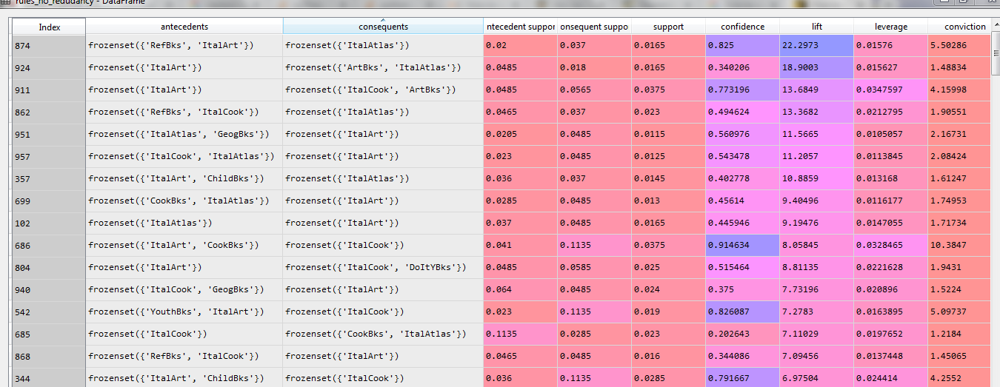 rules_no_redudancy - DataFrame
Index antecedents consequents ntecedent suppor onsequent suppo support confidence lift leverage conviction
874 frozenset({'RefBks', 'ItalArt'}) frozenset({'ItalAtlas'}) 0.02 0.037 0.0165 0.825 22.2973 0.01576 5.50286
924 frozenset({'ItalArt'}) frozenset({'ArtBks', 'ItalAtlas'}) 0.0485 0.018 0.0165 0.340206 18.9003 0.015627 1.48834
911 frozenset({'ItalArt'}) frozenset({'ItalCook', 'ArtBks'}) 0.0485 0.0565 0.0375 0.773196 13.6849 0.0347597 4.15998
862 frozenset({'RefBks', 'ItalCook'}) frozenset({'ItalAtlas'}) 0.0465 0.037 0.023 0.494624 13.3682 0.0212795 1.90551
951 frozenset({'ItalAtlas', 'GeogBks'}) frozenset({'ItalArt'}) 0.0205 0.0485 0.0115 0.560976 11.5665 0.0105057 2.16731
957 frozenset({'ItalCook', 'ItalAtlas'}) frozenset({'ItalArt'}) 0.023 0.0485 0.0125 0.543478 11.2057 0.0113845 2.08424
357 frozenset({'ItalArt', 'ChildBks'}) frozenset({'ItalAtlas'}) 0.036 0.037 0.0145 0.402778 10.8859 0.013168 1.61247
699 frozenset({'CookBks', 'ItalAtlas'}) frozenset({'ItalArt'}) 0.0285 0.0485 0.013 0.45614 9.40496 0.0116177 1.74953
102 frozenset({'ItalAtlas'}) frozenset({'ItalArt'}) 0.037 0.0485 0.0165 0.445946 9.19476 0.0147055 1.71734
686 frozenset({'ItalArt', 'CookBks'}) frozenset({'ItalCook'}) 0.041 0.1135 0.0375 0.914634 8.05845 0.0328465 10.3847
804 frozenset({'ItalArt'}) frozenset({'ItalCook', 'DoItYBks'}) 0.0485 0.0585 0.025 0.515464 8.81135 0.0221628 1.9431
940 frozenset({'ItalCook', 'GeogBks'}) frozenset({'ItalArt'}) 0.064 0.0485 0.024 0.375 7.73196 0.020896 1.5224
542 frozenset({'YouthBks', 'ItalArt'}) frozenset({'ItalCook'}) 0.023 0.1135 0.019 0.826087 7.2783 0.0163895 5.09737
685 frozenset({'ItalCook'}) frozenset({'CookBks', 'ItalAtlas'}) 0.1135 0.0285 0.023 0.202643 7.11029 0.0197652 1.2184
868 frozenset({'RefBks', 'ItalCook'}) frozenset({'ItalArt'}) 0.0465 0.0485 0.016 0.344086 7.09456 0.0137448 1.45065
344 frozenset({'ItalArt', 'ChildBks'}) frozenset({'ItalCook'}) 0.036 0.1135 0.0285 0.791667 6.97504 0.024414 4.2552